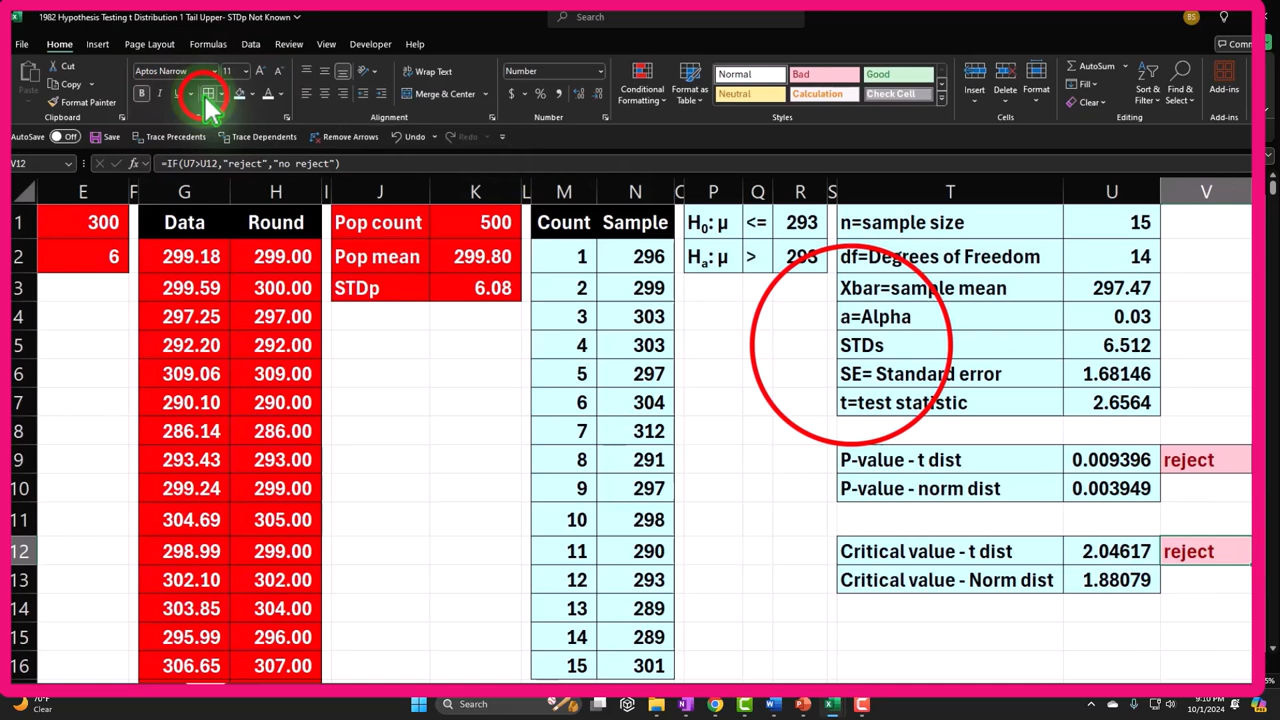 1982 Hypothesis Testing t Distribution 1 Tail Upper- STDp Not Known
Search
BS
File Home Insert Page Layout Formulas Data Review View Developer Help
Paste
Cut
Copy
Format Painter
Clipboard
Aptos Narrow 11
B I
Wrap Text
Merge & Center
Alignment
Number
$ % ,
Number
Conditional Formatting
Format as Table
Normal Bad Good
Neutral Calculation Check Cell
Styles
Insert Delete Format
Cells
AutoSum
Fill
Clear
Sort & Filter
Find & Select
Editing
Add-ins
Add-ins
AutoSave Off Save Trace Precedents Trace Dependents Remove Arrows Undo Redo
V12 fx =IF(U7>U12,"reject","no reject")
E F G H I J K L M N P Q R S T U V
1 300 Data Round Pop count 500 Count Sample H0: µ <= 293 n=sample size 15
2 6 299.18 299.00 Pop mean 299.80 1 296 Ha: µ > 293 df=Degrees of Freedom 14
3 299.59 300.00 STDp 6.08 2 299 Xbar=sample mean 297.47
4 297.25 297.00 3 303 a=Alpha 0.03
5 292.20 292.00 4 303 STDs 6.512
6 309.06 309.00 5 297 SE= Standard error 1.68146
7 290.10 290.00 6 304 t=test statistic 2.6564
8 286.14 286.00 7 312
9 293.43 293.00 8 291 P-value - t dist 0.009396 reject
10 299.24 299.00 9 297 P-value - norm dist 0.003949
11 304.69 305.00 10 298
12 298.99 299.00 11 290 Critical value - t dist 2.04617 reject
13 302.10 302.00 12 293 Critical value - Norm dist 1.88079
14 303.85 304.00 13 289
15 295.99 296.00 14 289
16 306.65 307.00 15 301
70°F
Cloudy
Search
9:10 PM
10/1/2024